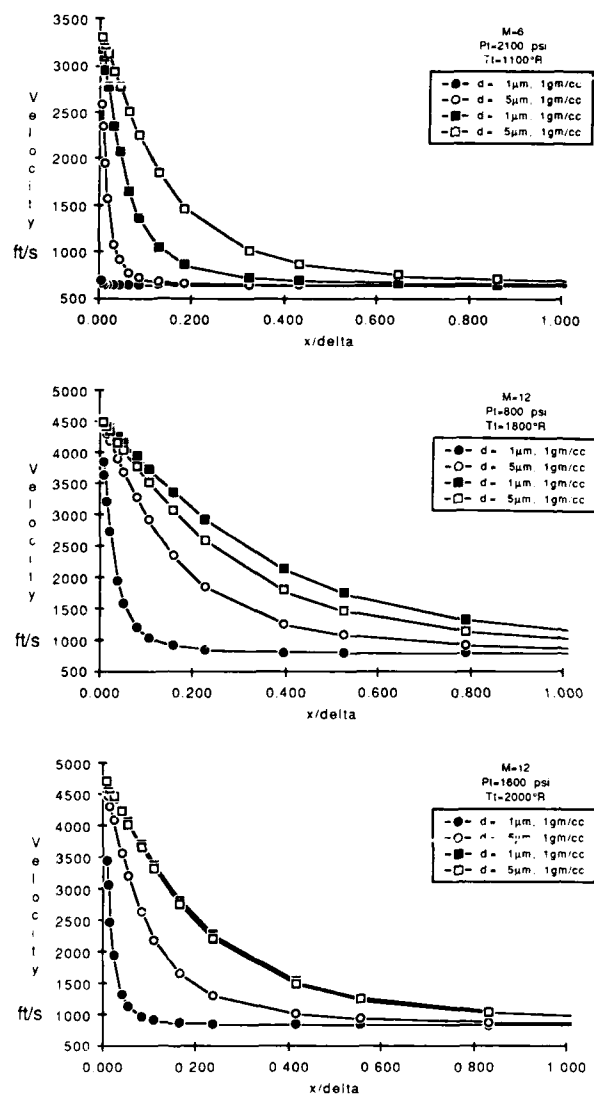 3500
3000
2500
2000
1500
1000
500
Velocity
ft/s
0.000
0.200
0.400
0.600
0.800
1.000
x/delta
M=6
Pt=2100 psi
Tt=1100°R
d = 1µm, 1gm/cc
d = 5µm, 1gm/cc
d = 1µm, 1gm/cc
d = 5µm, 1gm/cc
5000
4500
4000
3500
3000
2500
2000
1500
1000
500
Velocity
ft/s
0.000
0.200
0.400
0.600
0.800
1.000
x/delta
M=12
Pt=800 psi
Tt=1800°R
d = 1µm, 1gm/cc
d = 5µm, 1gm/cc
d = 1µm, 1gm/cc
d = 5µm, 1gm/cc
5000
4500
4000
3500
3000
2500
2000
1500
1000
500
Velocity
ft/s
0.000
0.200
0.400
0.600
0.800
1.000
x/delta
M=12
Pt=1600 psi
Tt=2000°R
d = 1µm, 1gm/cc
d = 5µm, 1gm/cc
d = 1µm, 1gm/cc
d = 5µm, 1gm/cc